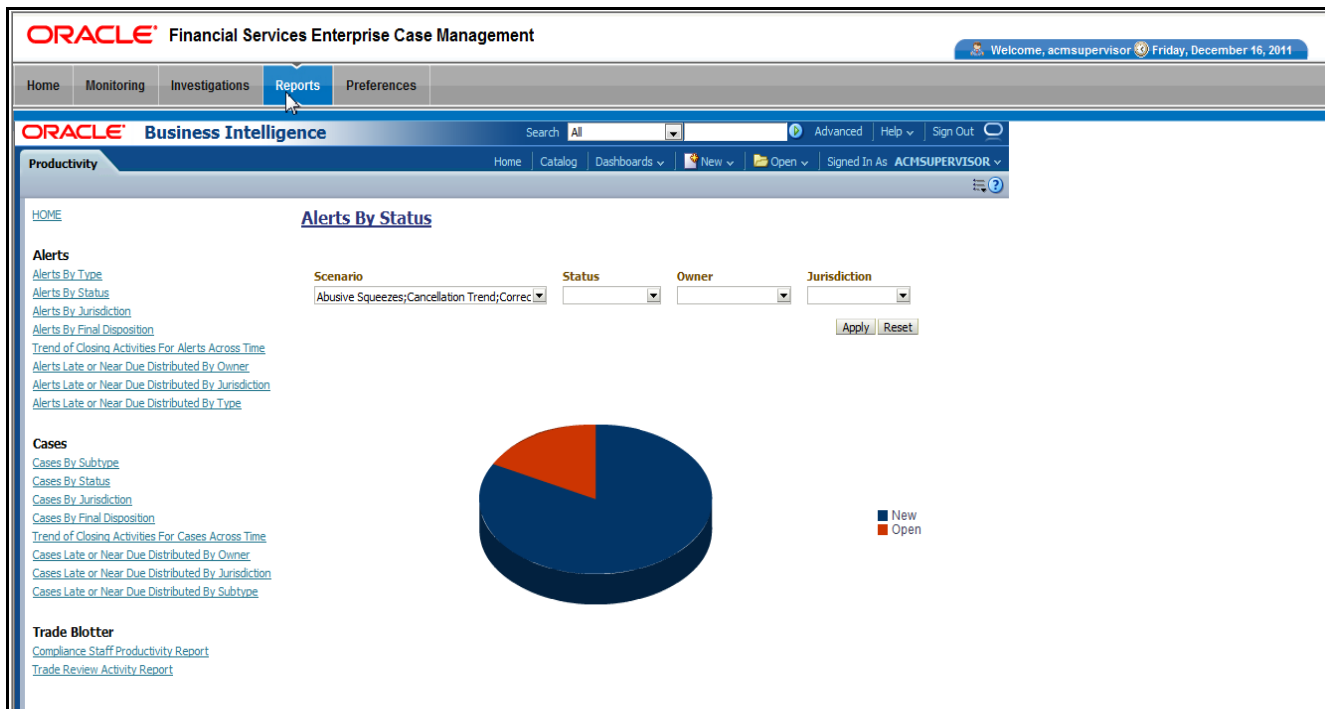 ORACLE® Financial Services Enterprise Case Management
Welcome, acmsupervisor Friday, December 16, 2011
Home Monitoring Investigations Reports Preferences
ORACLE® Business Intelligence
Search All Advanced Help Sign Out
Productivity
Home Catalog Dashboards New Open Signed In As ACMSUPERVISOR
?
HOME
Alerts By Status
Alerts
Alerts By Type
Alerts By Status
Alerts By Jurisdiction
Alerts By Final Disposition
Trend of Closing Activities For Alerts Across Time
Alerts Late or Near Due Distributed By Owner
Alerts Late or Near Due Distributed By Jurisdiction
Alerts Late or Near Due Distributed By Type
Scenario Status Owner Jurisdiction
Abusive Squeezes;Cancellation Trend;Correc
Apply Reset
New
Open
Cases
Cases By Subtype
Cases By Status
Cases By Jurisdiction
Cases By Final Disposition
Trend of Closing Activities For Cases Across Time
Cases Late or Near Due Distributed By Owner
Cases Late or Near Due Distributed By Jurisdiction
Cases Late or Near Due Distributed By Subtype
Trade Blotter
Compliance Staff Productivity Report
Trade Review Activity Report